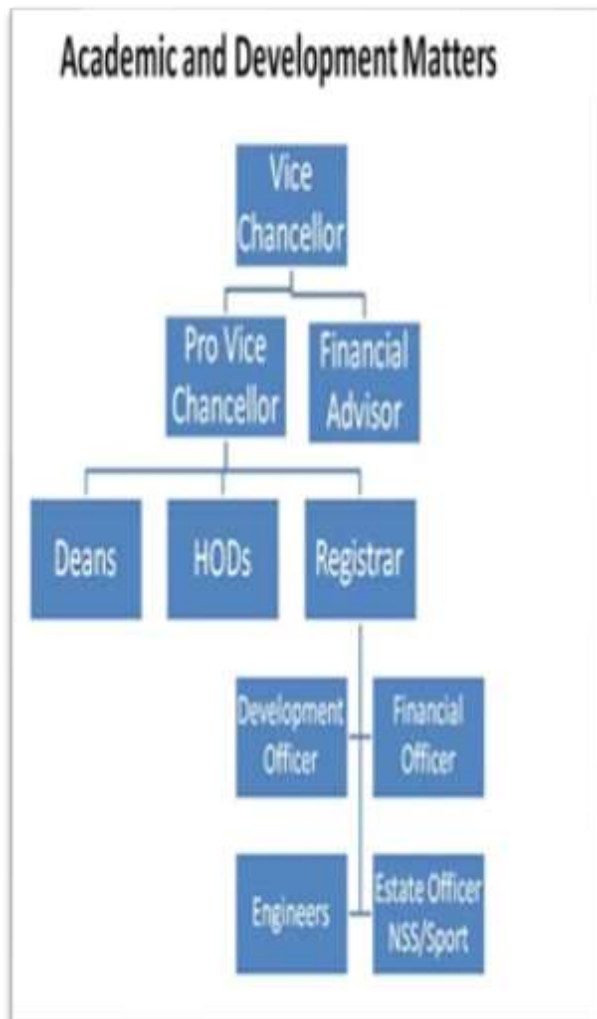 Academic and Development Matters
Vice
Chancellor
Pro Vice
Chancellor
Financial
Advisor
Deans
HODs
Registrar
Development
Officer
Financial
Officer
Engineers
Estate Officer
NSS/Sport